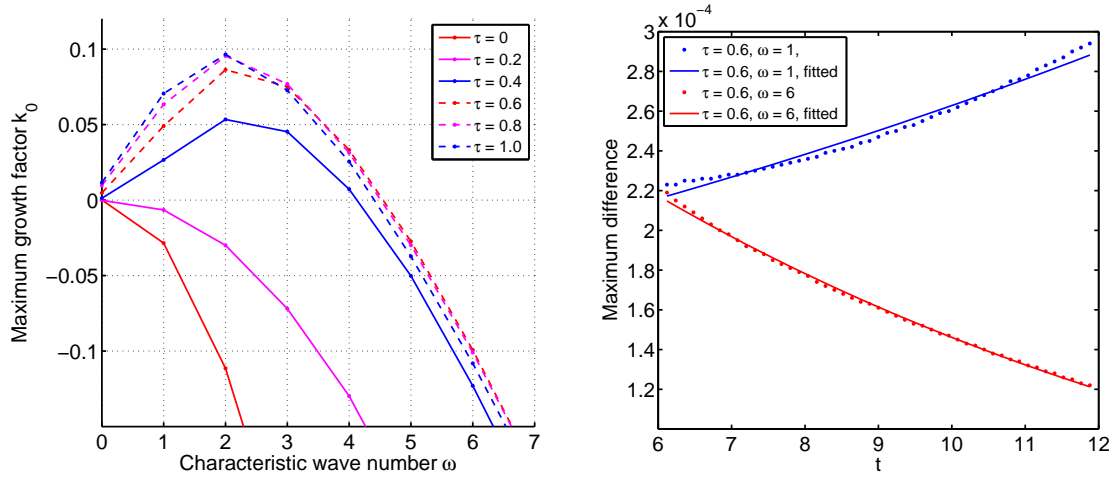 Maximum growth factor k0
0.1
0.05
0
−0.05
−0.1
0 1 2 3 4 5 6 7
Characteristic wave number ω
τ = 0
τ = 0.2
τ = 0.4
τ = 0.6
τ = 0.8
τ = 1.0
x 10−4
Maximum difference
3
2.8
2.6
2.4
2.2
2
1.8
1.6
1.4
1.2
6 7 8 9 10 11 12
t
τ = 0.6, ω = 1,
τ = 0.6, ω = 1, fitted
τ = 0.6, ω = 6
τ = 0.6, ω = 6, fitted